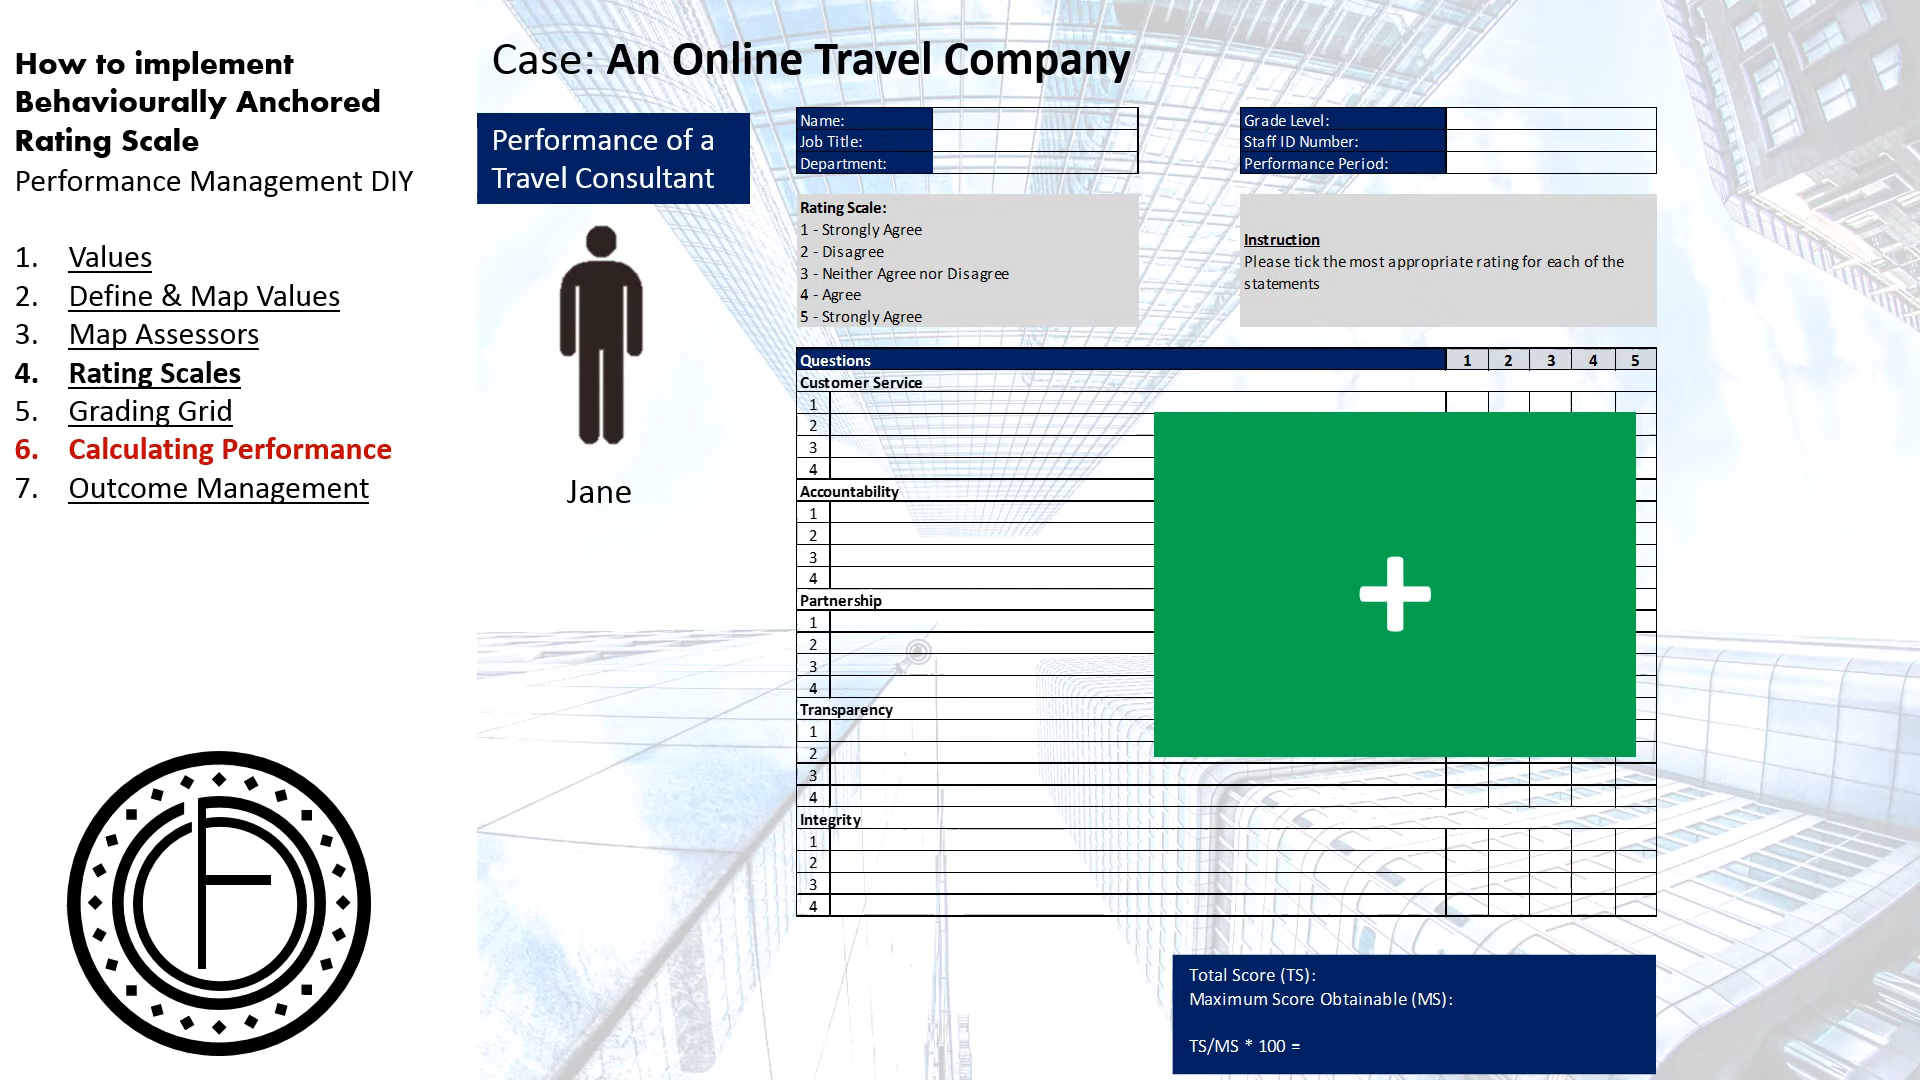 How to implement
Behaviourally Anchored
Rating Scale
Performance Management DIY
1. Values
2. Define & Map Values
3. Map Assessors
4. Rating Scales
5. Grading Grid
6. Calculating Performance
7. Outcome Management
Case: An Online Travel Company
Performance of a
Travel Consultant
Jane
Name:
Job Title:
Department:
Grade Level:
Staff ID Number:
Performance Period:
Rating Scale:
1 - Strongly Agree
2 - Disagree
3 - Neither Agree nor Disagree
4 - Agree
5 - Strongly Agree
Instruction
Please tick the most appropriate rating for each of the
statements
Questions 1 2 3 4 5
Customer Service
1
2
3
4
Accountability
1
2
3
4
Partnership
1
2
3
4
Transparency
1
2
3
4
Integrity
1
2
3
4
+
Total Score (TS):
Maximum Score Obtainable (MS):
TS/MS * 100 =